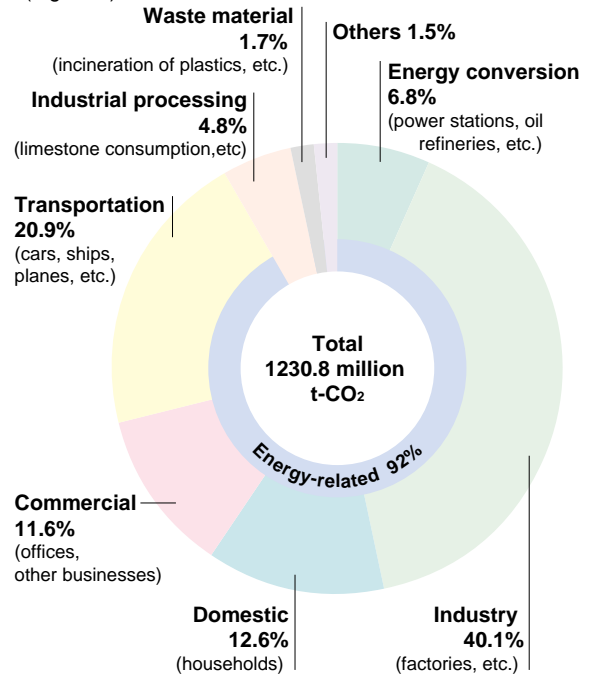 Waste material
1.7%
(incineration of plastics, etc.)
Others 1.5%
Energy conversion
6.8%
(power stations, oil
refineries, etc.)
Industrial processing
4.8%
(limestone consumption,etc)
Transportation
20.9%
(cars, ships,
planes, etc.)
Total
1230.8 million
t-CO2
Energy-related 92%
Commercial
11.6%
(offices,
other businesses)
Domestic
12.6%
(households)
Industry
40.1%
(factories, etc.)